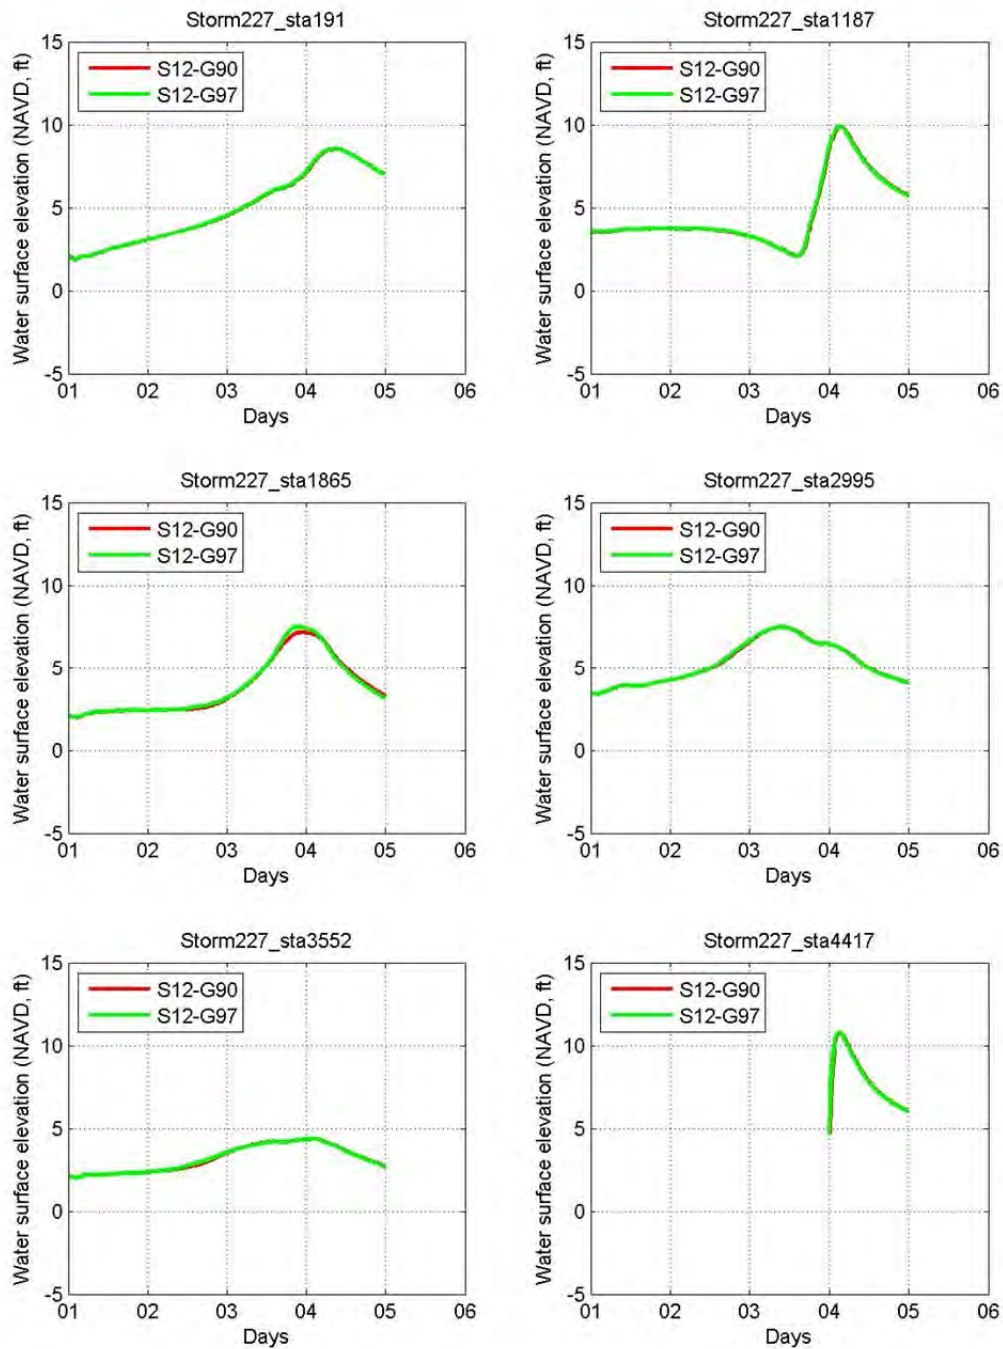 Storm227_sta191
Water surface elevation (NAVD, ft)
15
10
5
0
-5
S12-G90
S12-G97
01 02 03 04 05 06
Days
Storm227_sta1187
Water surface elevation (NAVD, ft)
15
10
5
0
-5
S12-G90
S12-G97
01 02 03 04 05 06
Days
Storm227_sta1865
Water surface elevation (NAVD, ft)
15
10
5
0
-5
S12-G90
S12-G97
01 02 03 04 05 06
Days
Storm227_sta2995
Water surface elevation (NAVD, ft)
15
10
5
0
-5
S12-G90
S12-G97
01 02 03 04 05 06
Days
Storm227_sta3552
Water surface elevation (NAVD, ft)
15
10
5
0
-5
S12-G90
S12-G97
01 02 03 04 05 06
Days
Storm227_sta4417
Water surface elevation (NAVD, ft)
15
10
5
0
-5
S12-G90
S12-G97
01 02 03 04 05 06
Days